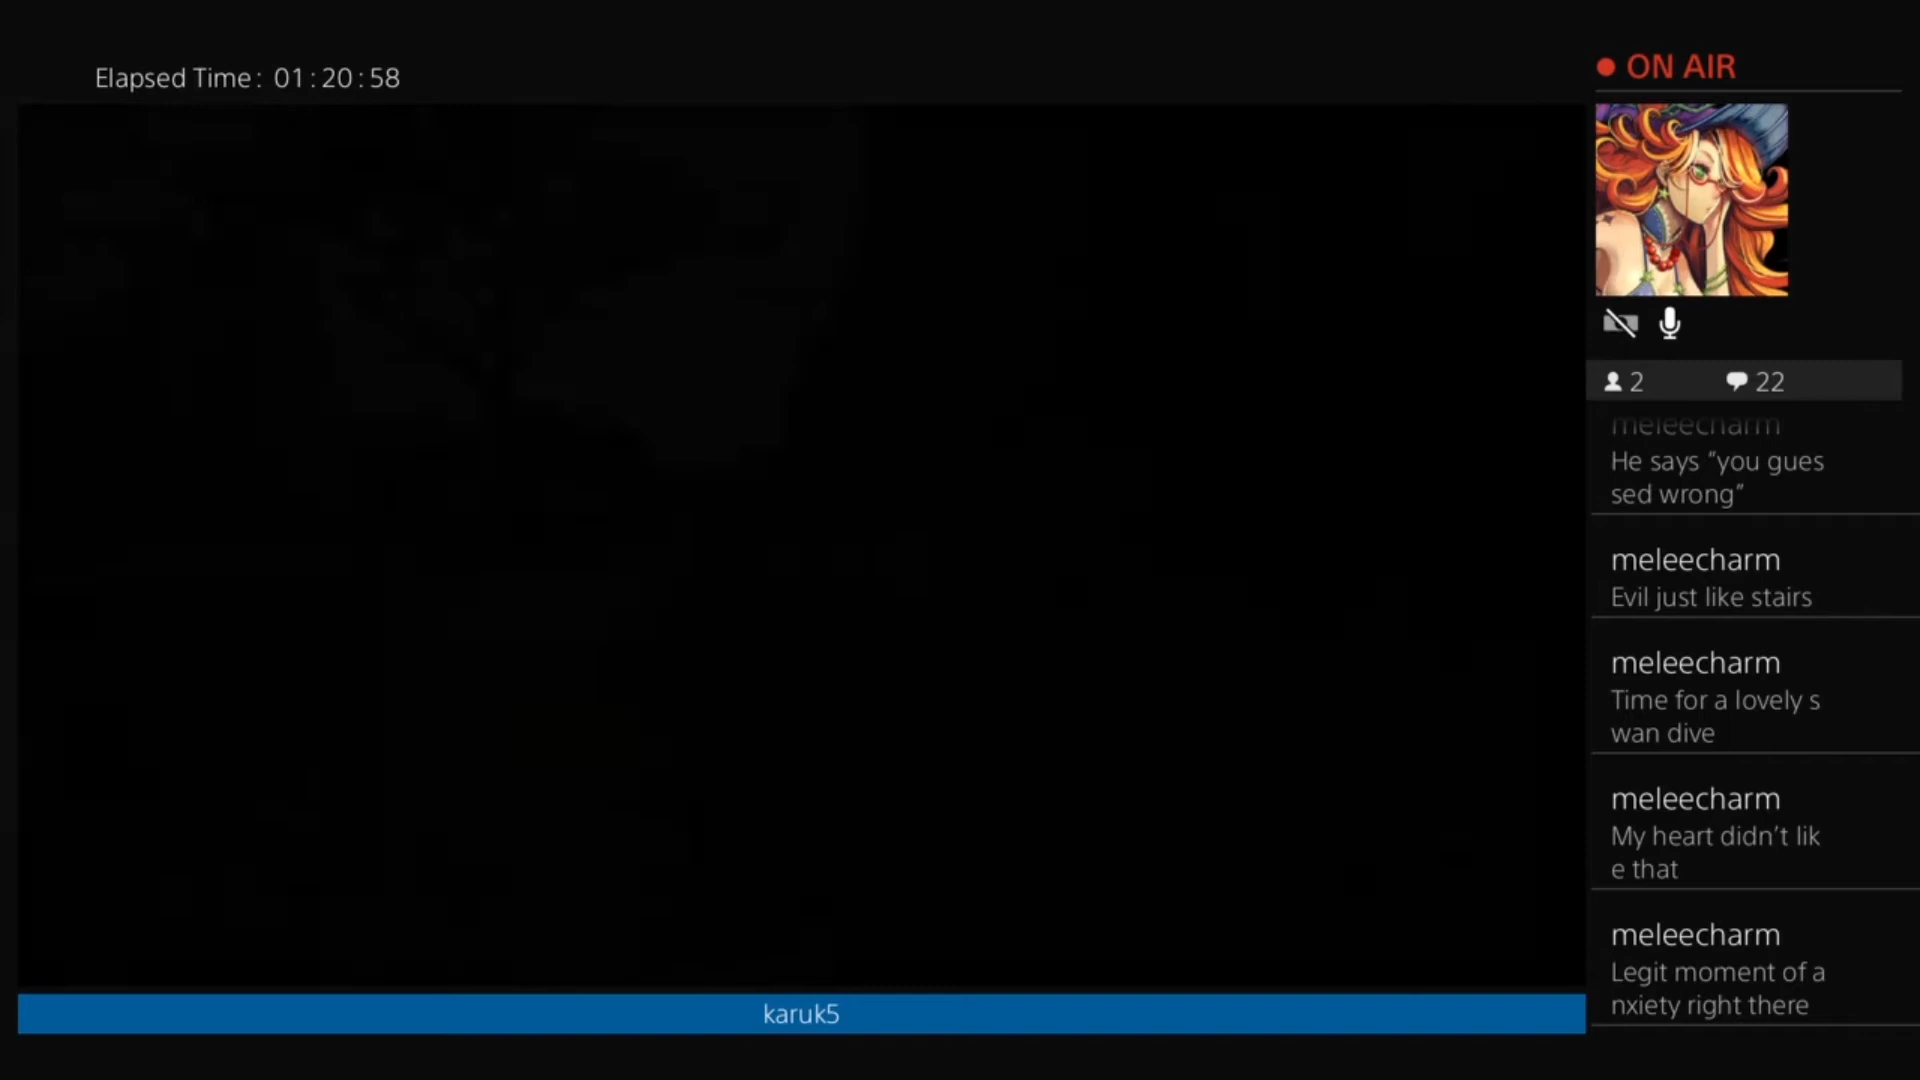 Elapsed Time: 01:20:58
ON AIR
2
22
meleecharm
He says “you gues
sed wrong”
meleecharm
Evil just like stairs
meleecharm
Time for a lovely s
wan dive
meleecharm
My heart didn’t lik
e that
meleecharm
Legit moment of a
nxiety right there
karuk5